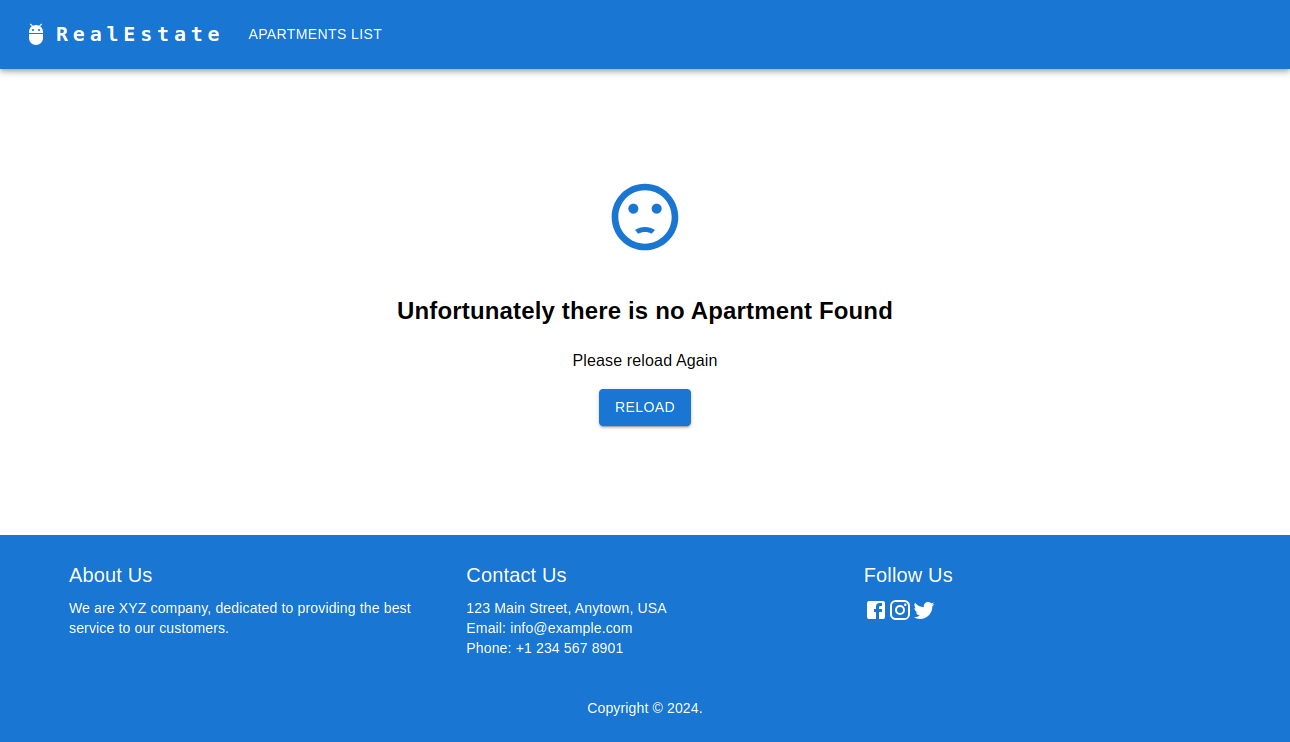 RealEstate APARTMENTS LIST
Unfortunately there is no Apartment Found
Please reload Again
RELOAD
About Us
We are XYZ company, dedicated to providing the best
service to our customers.
Contact Us
123 Main Street, Anytown, USA
Email: info@example.com
Phone: +1 234 567 8901
Follow Us
Copyright © 2024.